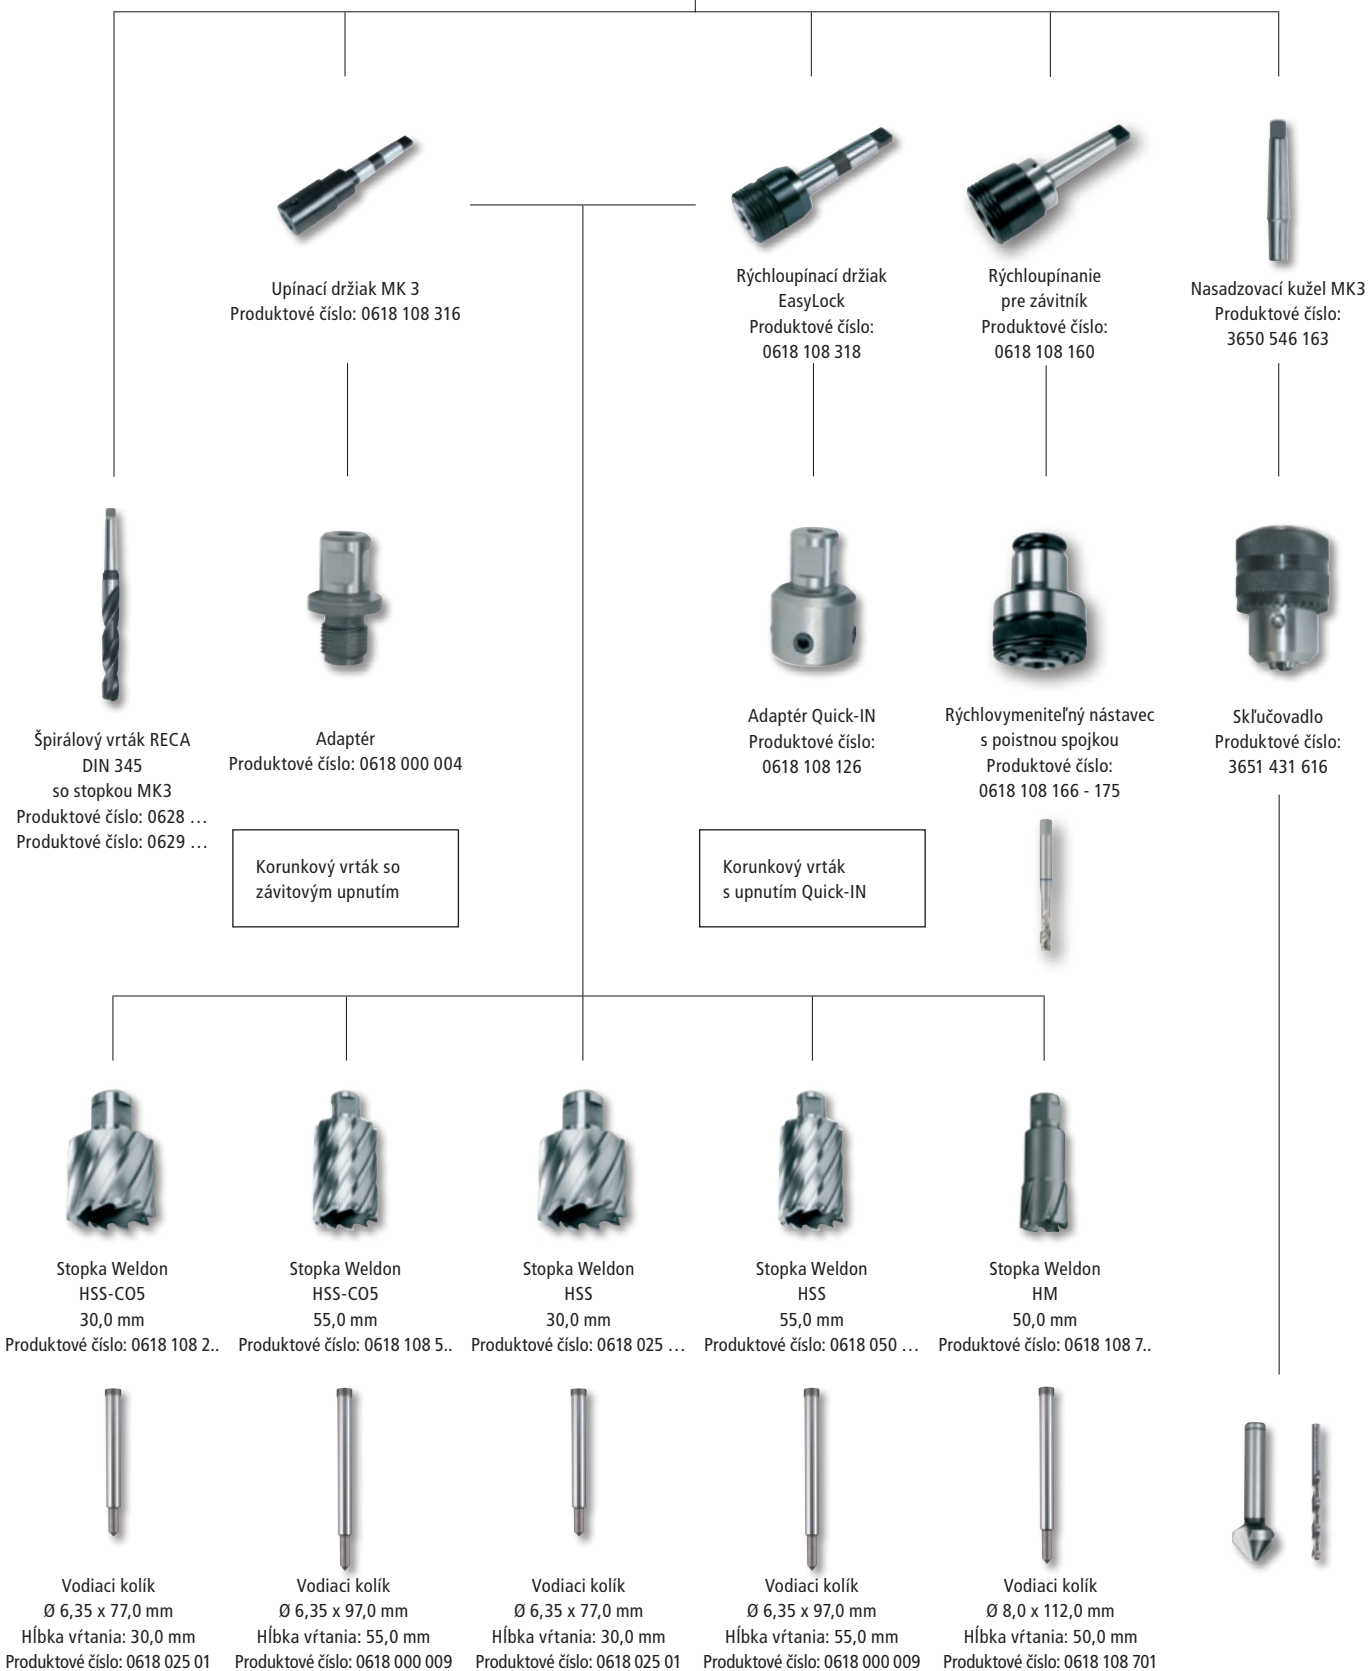 Upínací držiak MK 3
Produktové číslo: 0618 108 316
Rýchloupínací držiak
EasyLock
Produktové číslo:
0618 108 318
Rýchloupínanie
pre závitník
Produktové číslo:
0618 108 160
Nasadzovací kužel MK3
Produktové číslo:
3650 546 163
Špirálový vrták RECA
DIN 345
so stopkou MK3
Produktové číslo: 0628 …
Produktové číslo: 0629 …
Adaptér
Produktové číslo: 0618 000 004
Adaptér Quick-IN
Produktové číslo:
0618 108 126
Rýchlovymeniteľný nástavec
s poistnou spojkou
Produktové číslo:
0618 108 166 - 175
Skľučovadlo
Produktové číslo:
3651 431 616
Korunkový vrták so
závitovým upnutím
Korunkový vrták
s upnutím Quick-IN
Stopka Weldon
HSS-CO5
30,0 mm
Produktové číslo: 0618 108 2..
Stopka Weldon
HSS-CO5
55,0 mm
Produktové číslo: 0618 108 5..
Stopka Weldon
HSS
30,0 mm
Produktové číslo: 0618 025 …
Stopka Weldon
HSS
55,0 mm
Produktové číslo: 0618 050 …
Stopka Weldon
HM
50,0 mm
Produktové číslo: 0618 108 7..
Vodiaci kolík
Ø 6,35 x 77,0 mm
Hĺbka vŕtania: 30,0 mm
Produktové číslo: 0618 025 01
Vodiaci kolík
Ø 6,35 x 97,0 mm
Hĺbka vŕtania: 55,0 mm
Produktové číslo: 0618 000 009
Vodiaci kolík
Ø 6,35 x 77,0 mm
Hĺbka vŕtania: 30,0 mm
Produktové číslo: 0618 025 01
Vodiaci kolík
Ø 6,35 x 97,0 mm
Hĺbka vŕtania: 55,0 mm
Produktové číslo: 0618 000 009
Vodiaci kolík
Ø 8,0 x 112,0 mm
Hĺbka vŕtania: 50,0 mm
Produktové číslo: 0618 108 701